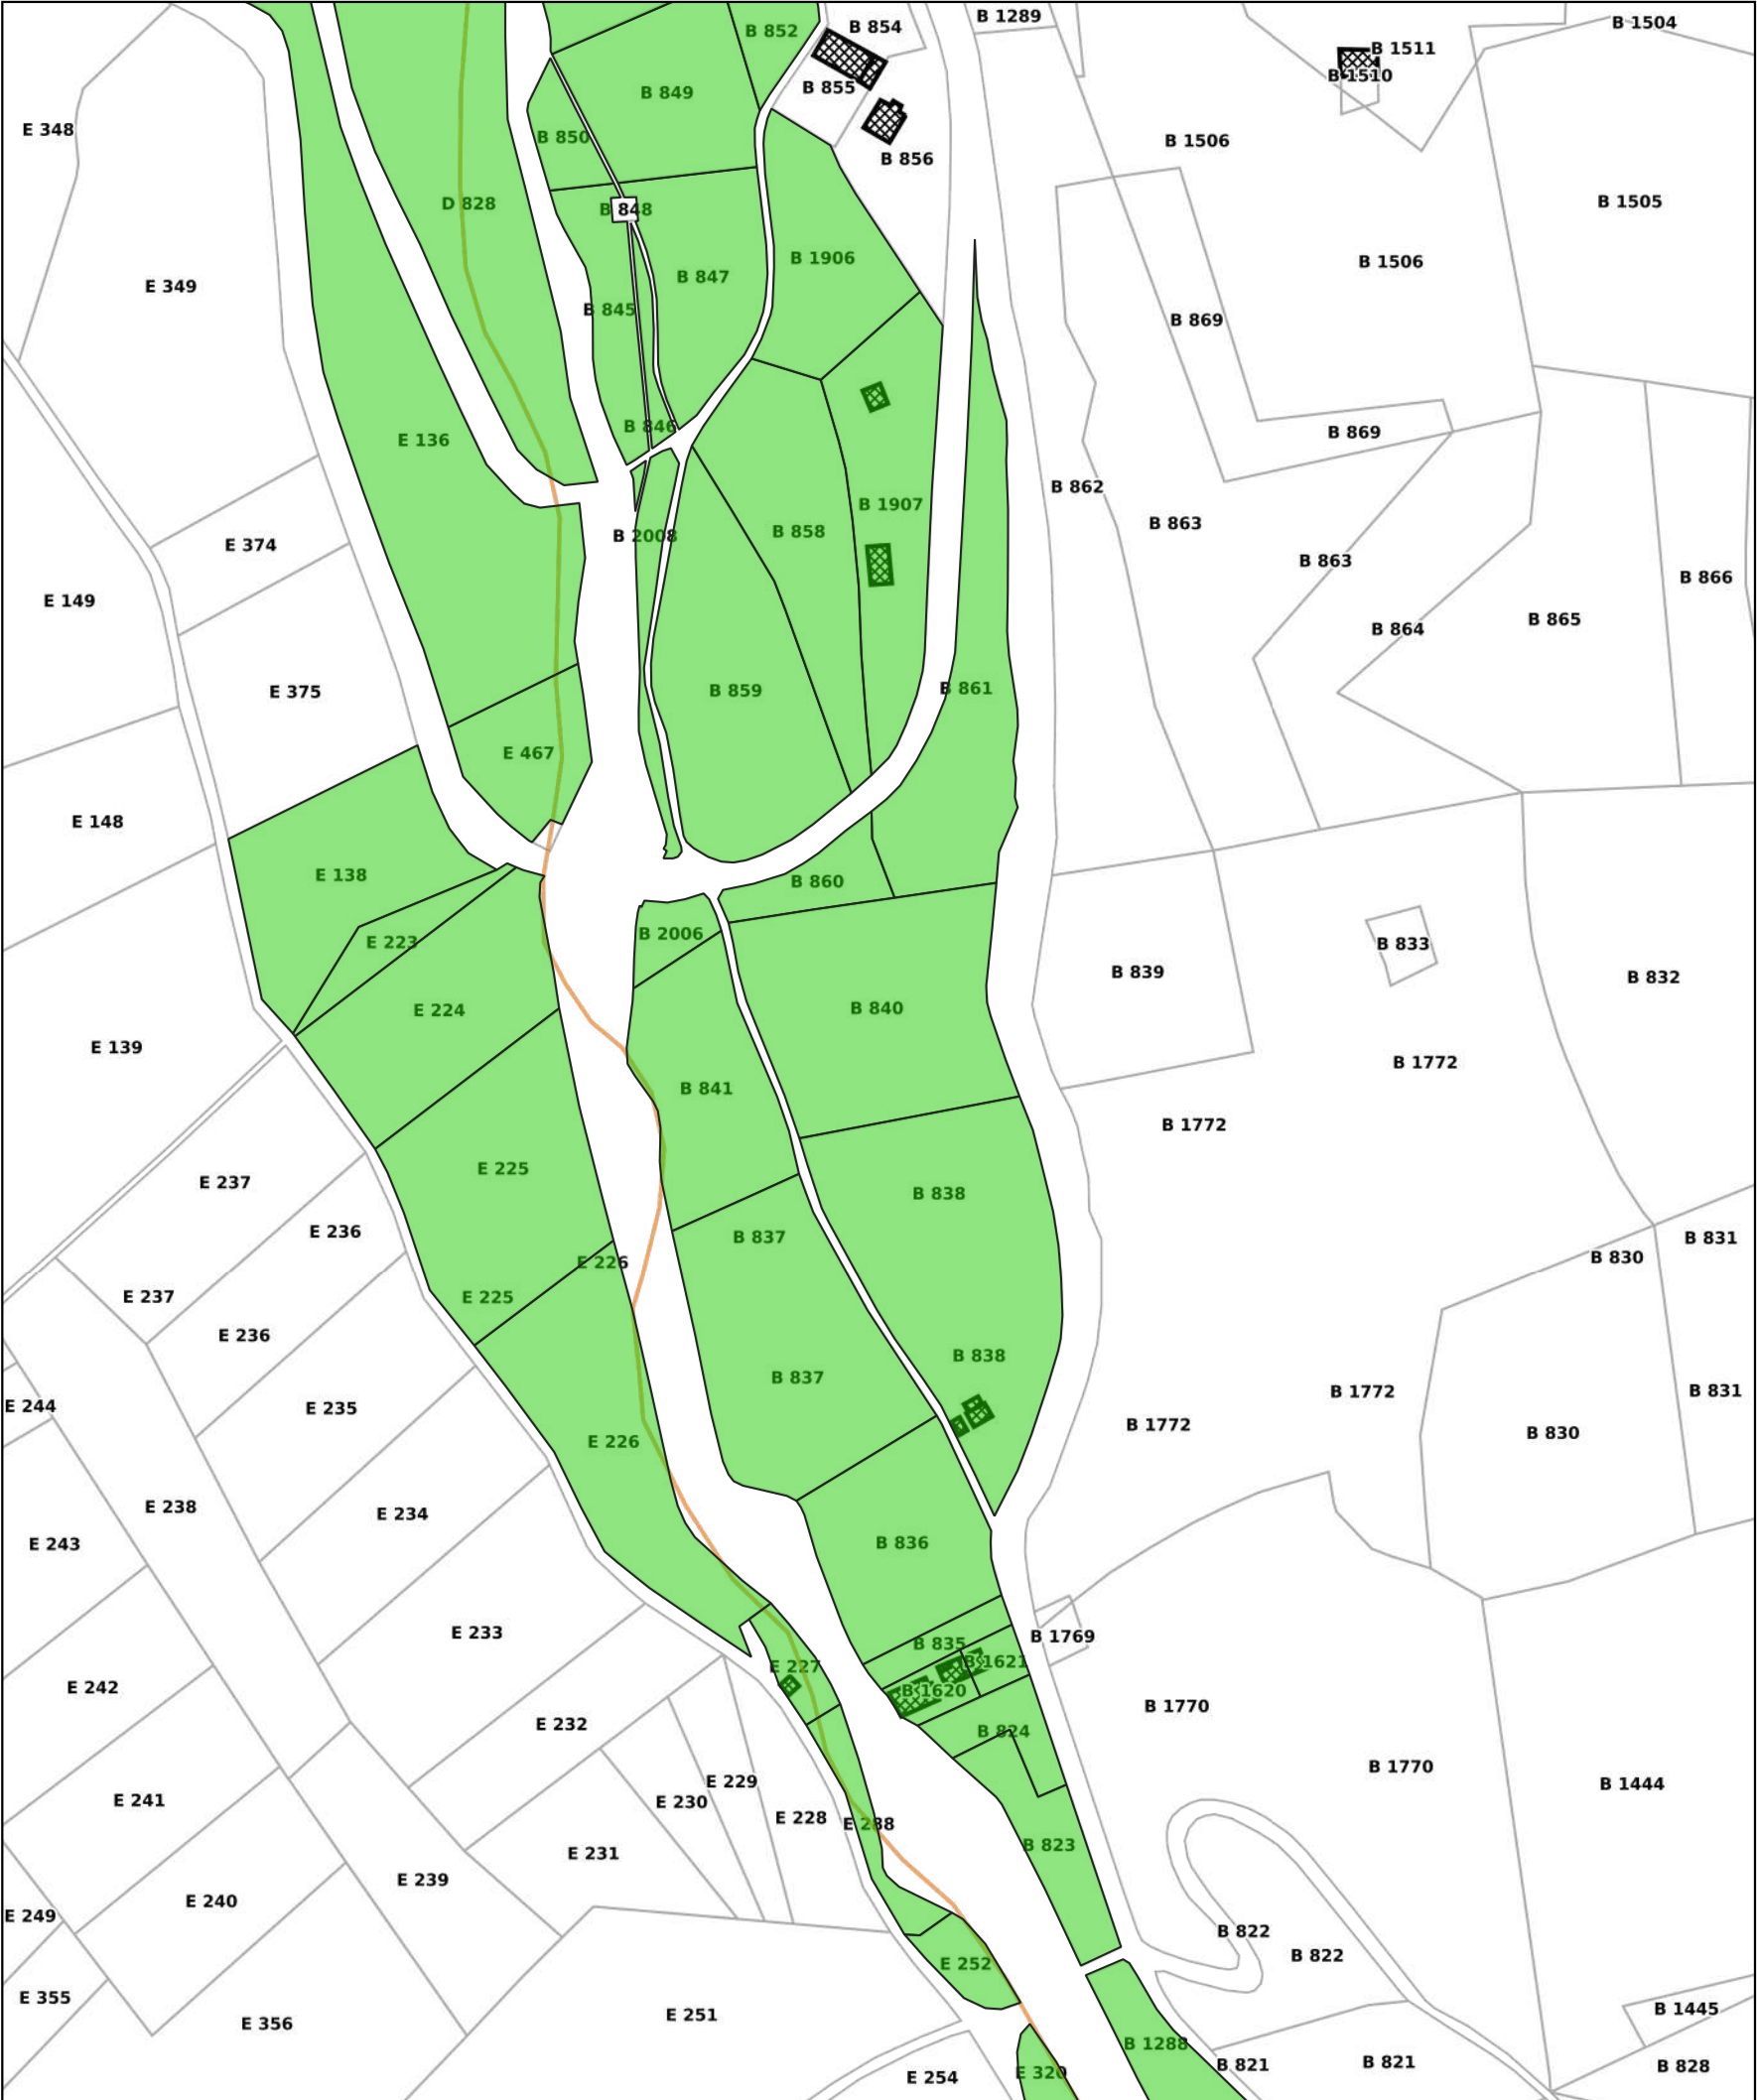 B 1289
B 854
B 1504
B 852
B 1511
B 1510
B 855
B 849
E 348
B 850
B 1506
B 856
D 828
B 848
B 1505
B 1906
B 1506
B 847
E 349
B 845
B 869
B 846
B 869
E 136
B 862
B 1907
B 863
B 858
B 2008
E 374
B 863
B 866
E 149
B 865
B 864
B 861
B 859
E 375
E 467
E 148
E 138
B 860
B 2006
E 223
B 833
B 839
B 832
B 840
E 224
E 139
B 1772
B 841
B 1772
E 225
E 237
B 838
E 236
B 837
B 831
B 830
E 226
E 237
E 225
E 236
B 838
B 837
B 1772
B 831
E 244
E 235
B 1772
B 830
E 226
E 238
E 234
B 836
E 243
E 233
B 1769
B 835
B 1621
E 227
E 242
B 1620
B 1770
E 232
B 824
B 1770
E 229
B 1444
E 241
E 230
E 228
E 288
B 823
E 231
E 239
E 240
E 249
B 822
B 822
E 252
E 355
B 1445
E 251
E 356
B 1288
B 821
B 821
B 828
E 320
E 254